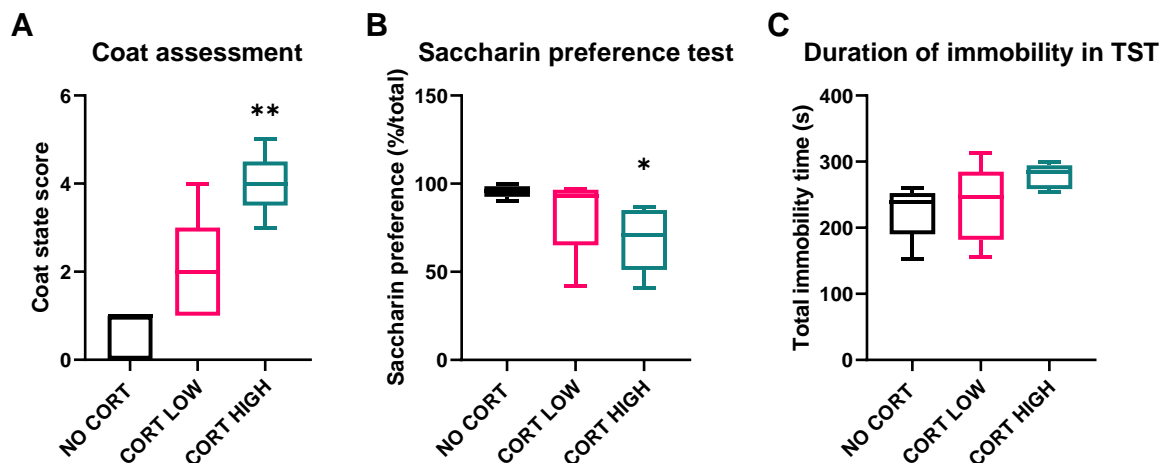 A
Coat assessment
Coat state score
6
4
2
0
**
NO CORT
CORT LOW
CORT HIGH
B
Saccharin preference test
Saccharin preference (%/total)
150
100
50
0
*
NO CORT
CORT LOW
CORT HIGH
C
Duration of immobility in TST
Total immobility time (s)
400
300
200
100
0
NO CORT
CORT LOW
CORT HIGH